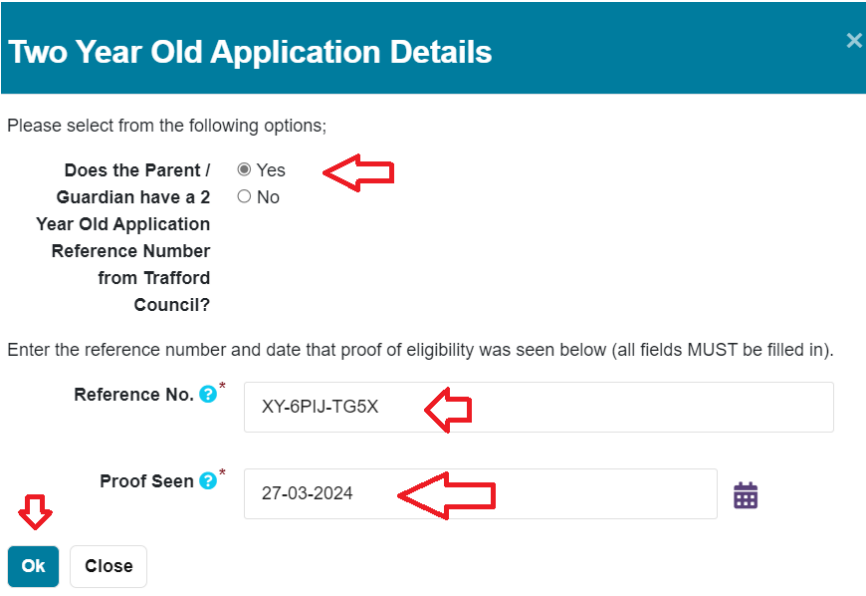 Two Year Old Application Details
×
Please select from the following options;
Does the Parent /
Guardian have a 2
Year Old Application
Reference Number
from Trafford
Council?
Yes
No
Enter the reference number and date that proof of eligibility was seen below (all fields MUST be filled in).
Reference No. ? *
XY-6PIJ-TG5X
Proof Seen ? *
27-03-2024
Ok
Close